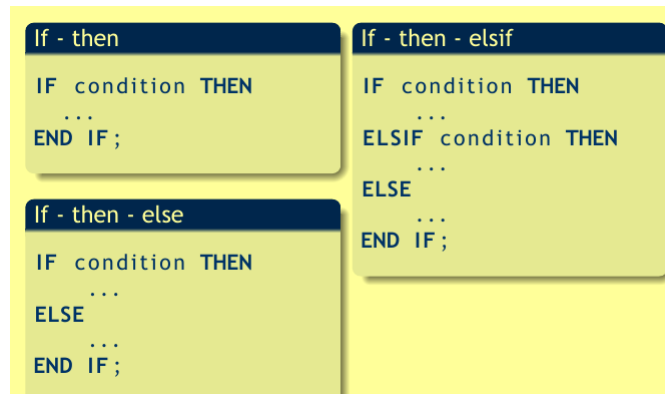 If - then
IF condition THEN
...
END IF;
If - then - else
IF condition THEN
...
ELSE
...
END IF;
If - then - elsif
IF condition THEN
...
ELSIF condition THEN
...
ELSE
...
END IF;